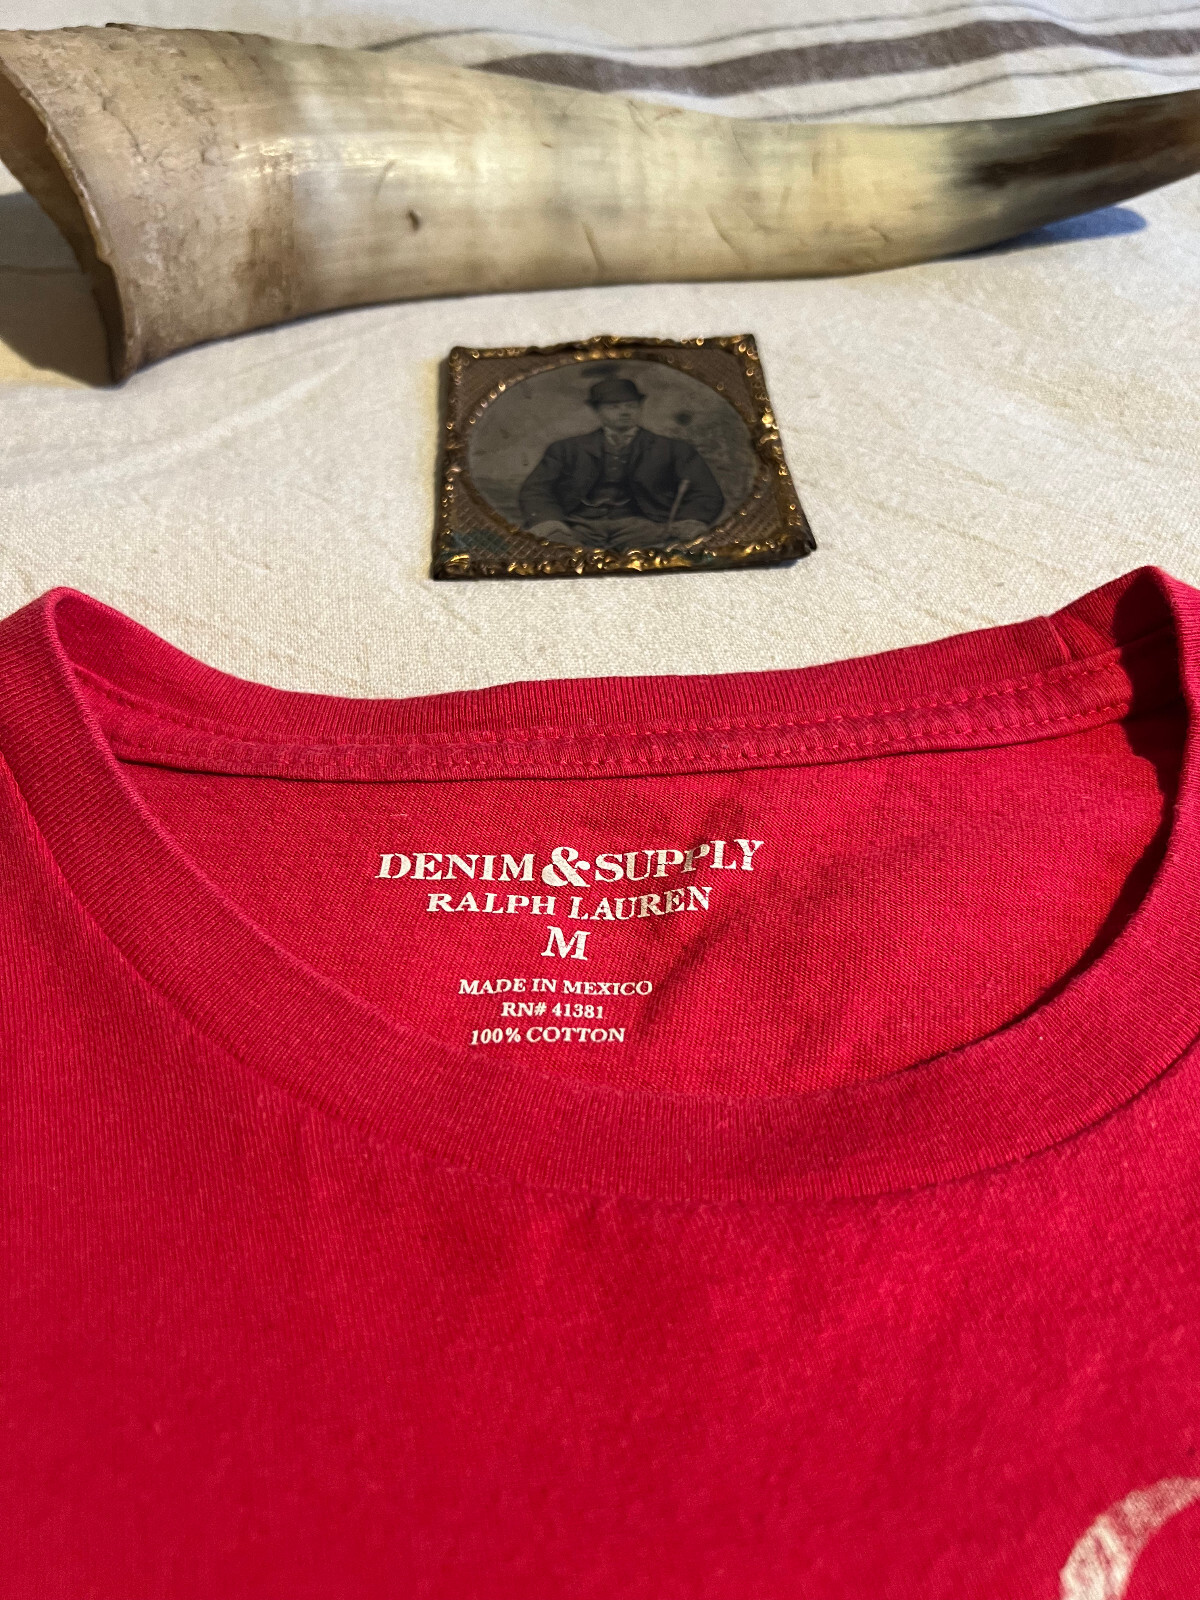 DENIM & SUPPLY
RALPH LAUREN
M
MADE IN MEXICO
RN# 41381
100% COTTON